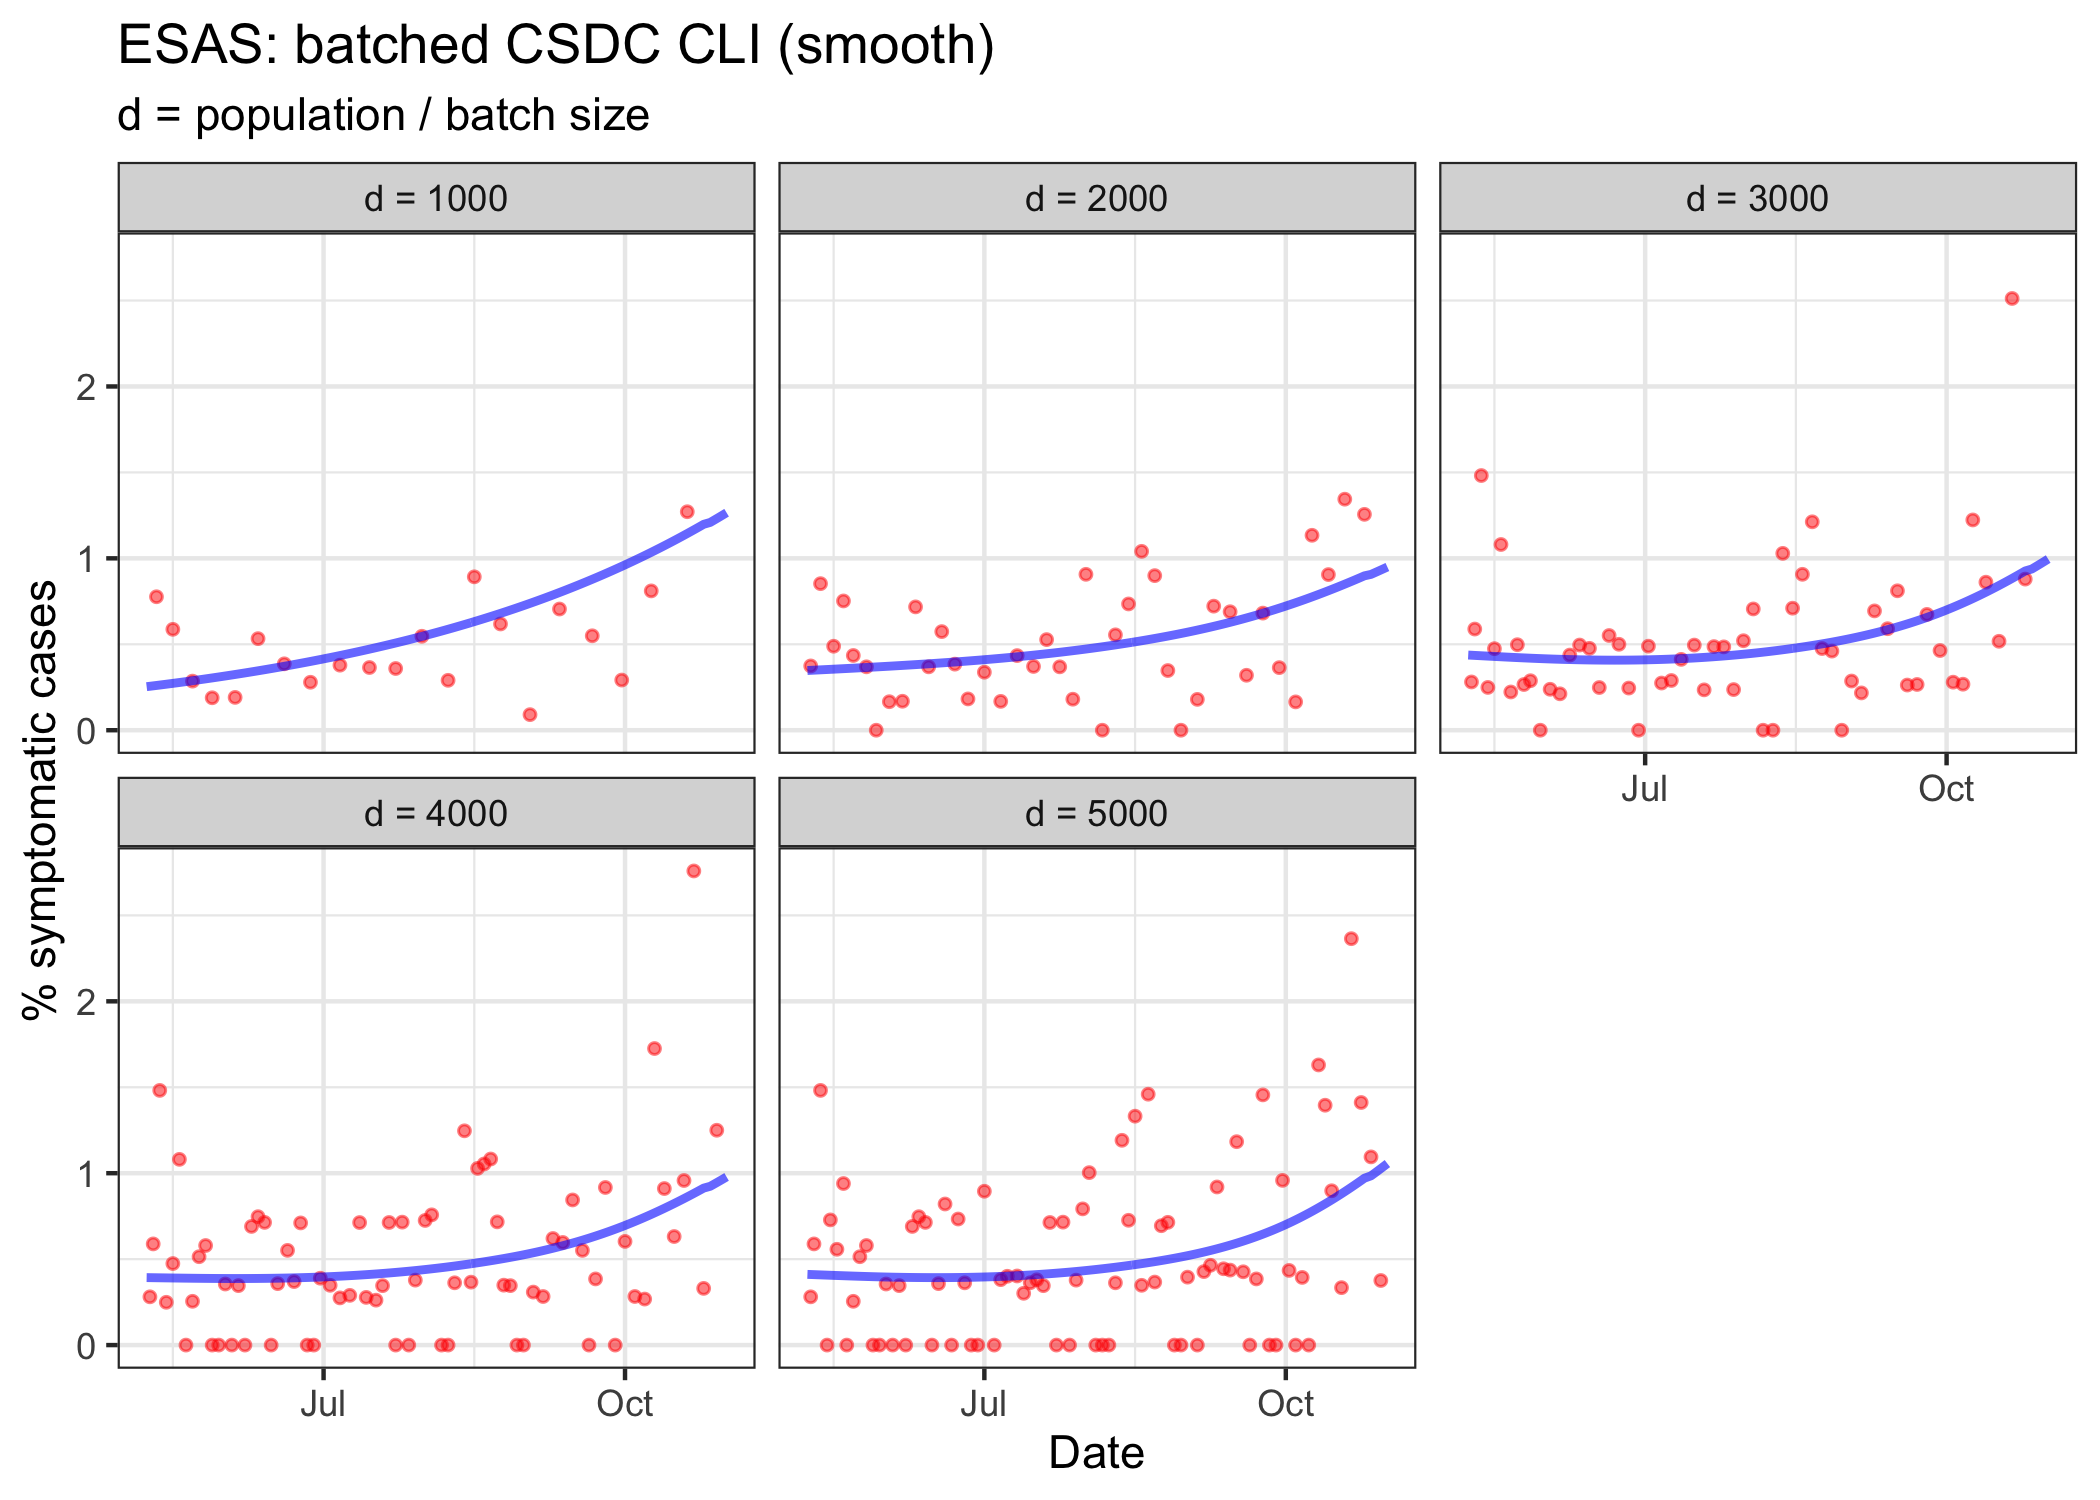 ESAS: batched CSDC CLI (smooth)
d = population / batch size
d = 1000
d = 2000
d = 3000
2
1
0
Jul
Oct
d = 4000
d = 5000
2
1
0
Jul
Oct
Jul
Oct
% symptomatic cases
Date